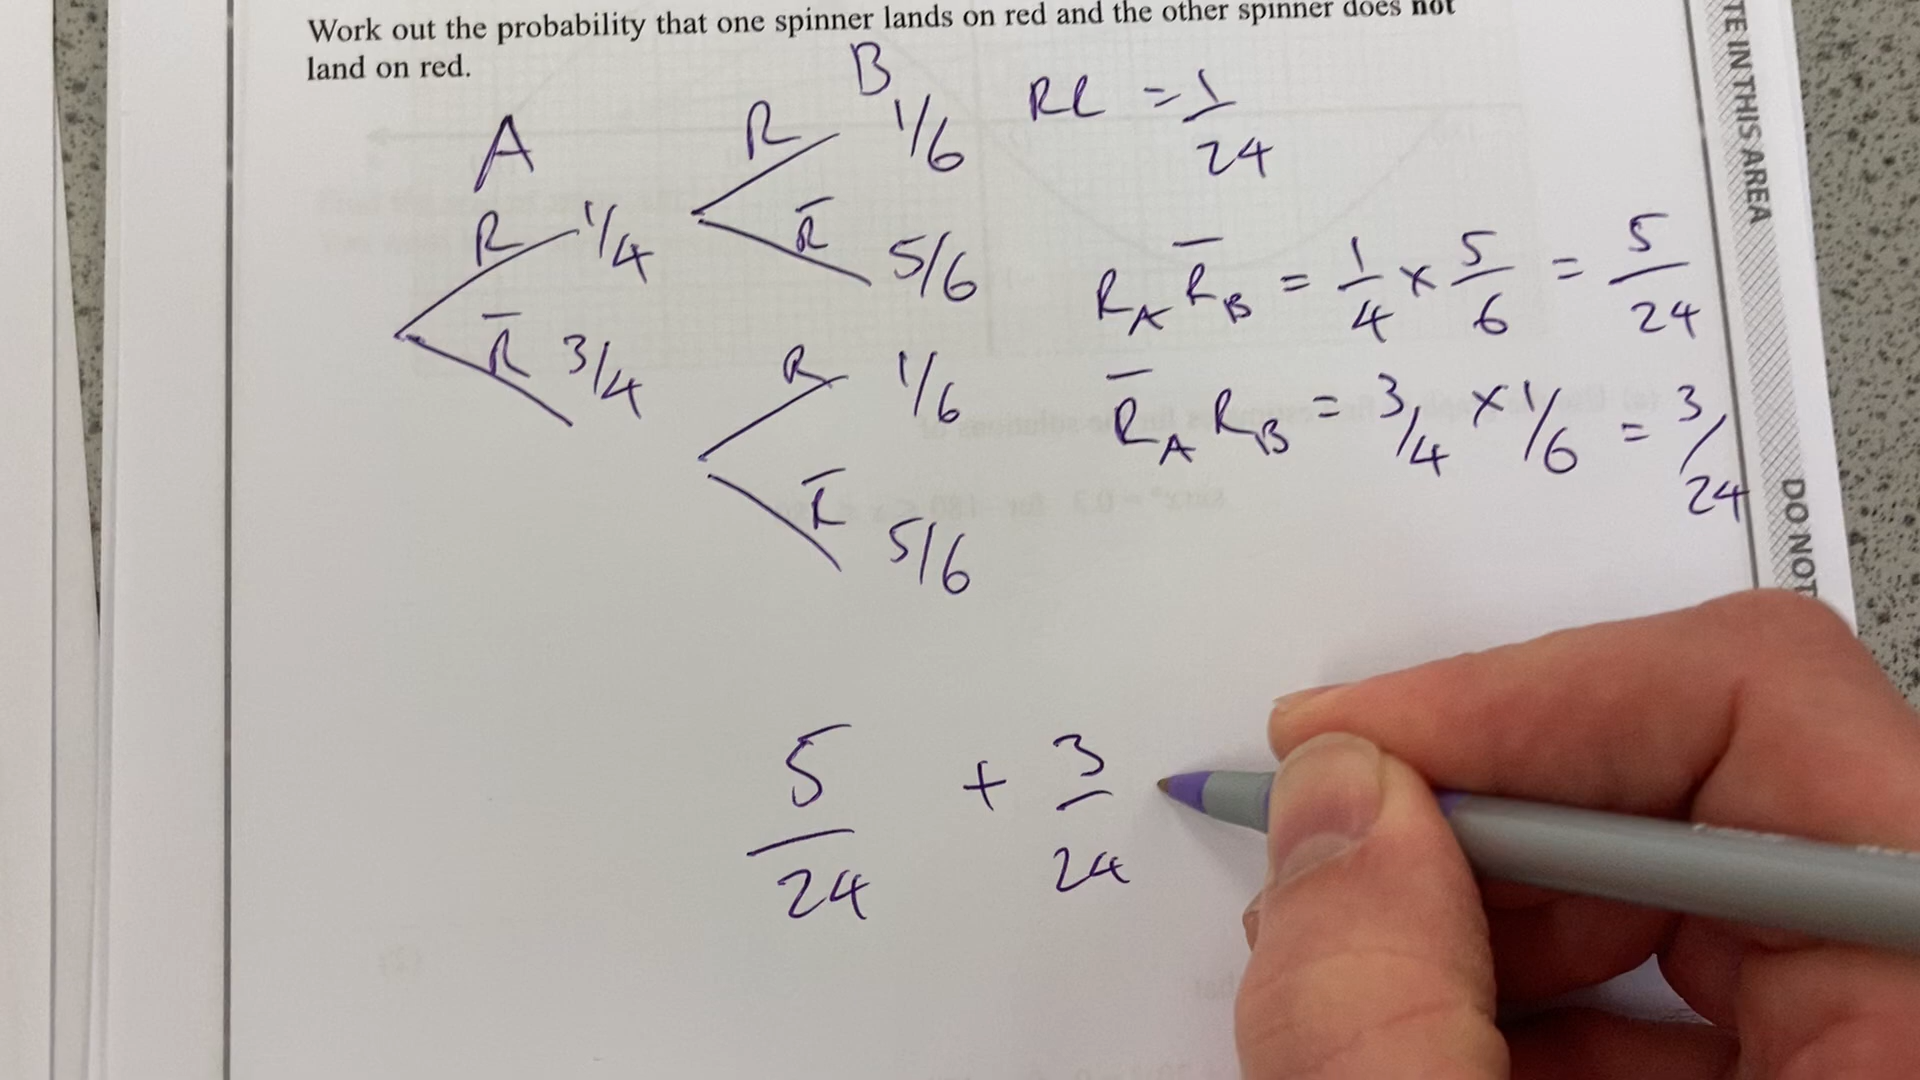 Work out the probability that one spinner lands on red and the other spinner does not
land on red.
B
A
R 1/6
RR = 1/24
R 1/4
R̄ 5/6
R_A R̄_B = 1/4 × 5/6 = 5/24
R̄ 3/4
R 1/6
R̄_A R_B = 3/4 × 1/6 = 3/24
R̄ 5/6
5/24 + 3/24
TE IN THIS AREA
DO NOT